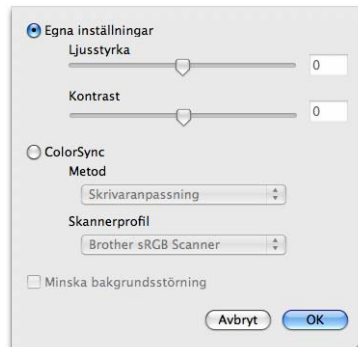 Egna inställningar
Ljusstyrka
0
Kontrast
0
ColorSync
Metod
Skrivaranpassning
Skannerprofil
Brother sRGB Scanner
Minska bakgrundsstörning
Avbryt OK